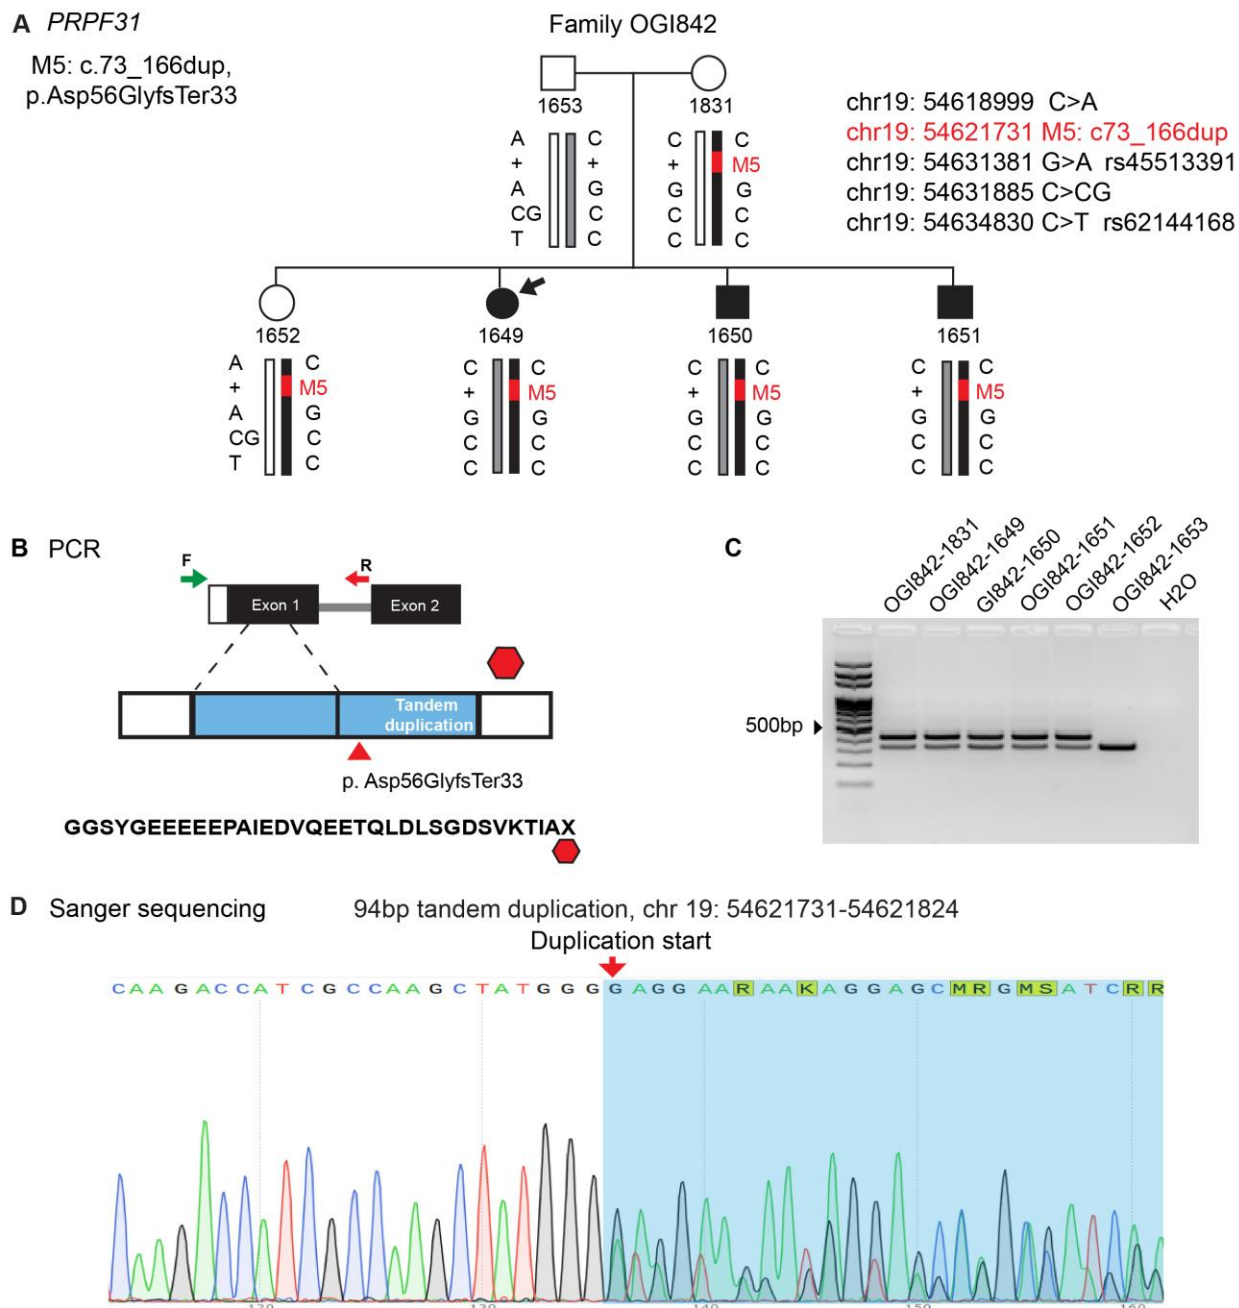 A PRPF31
Family OGI842
M5: c.73_166dup,
p.Asp56GlyfsTer33
1653
1831
chr19: 54618999 C>A
chr19: 54621731 M5: c73_166dup
chr19: 54631381 G>A rs45513391
chr19: 54631885 C>CG
chr19: 54634830 C>T rs62144168
A C C C
+ + + M5
A G G G
CG C C C
T C C C
1652
1649
1650
1651
A C C C C C C C
+ M5 + M5 + M5 + M5
A G G G G G G G
CG C C C C C C C
T C C C C C C C
B PCR
F
R
Exon 1
Exon 2
Tandem
duplication
p. Asp56GlyfsTer33
GGSYGEEEEEPAIEDVQEETQLDLSGDSVKTIAX
C
OGI842-1831
OGI842-1649
GI842-1650
OGI842-1651
OGI842-1652
OGI842-1653
H2O
500bp
D Sanger sequencing
94bp tandem duplication, chr 19: 54621731-54621824
Duplication start
CAAGACCATCGCCAAGCTATGGGGAGGAARAAKAGGAGCMRGMSATCRR